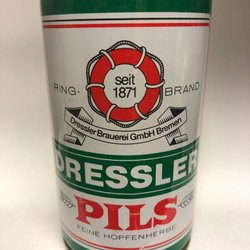 seit
1871
RING- BRAND
Dressler Brauerei GmbH Bremen
DRESSLER
PILS
FEINE HOPFENHERBE